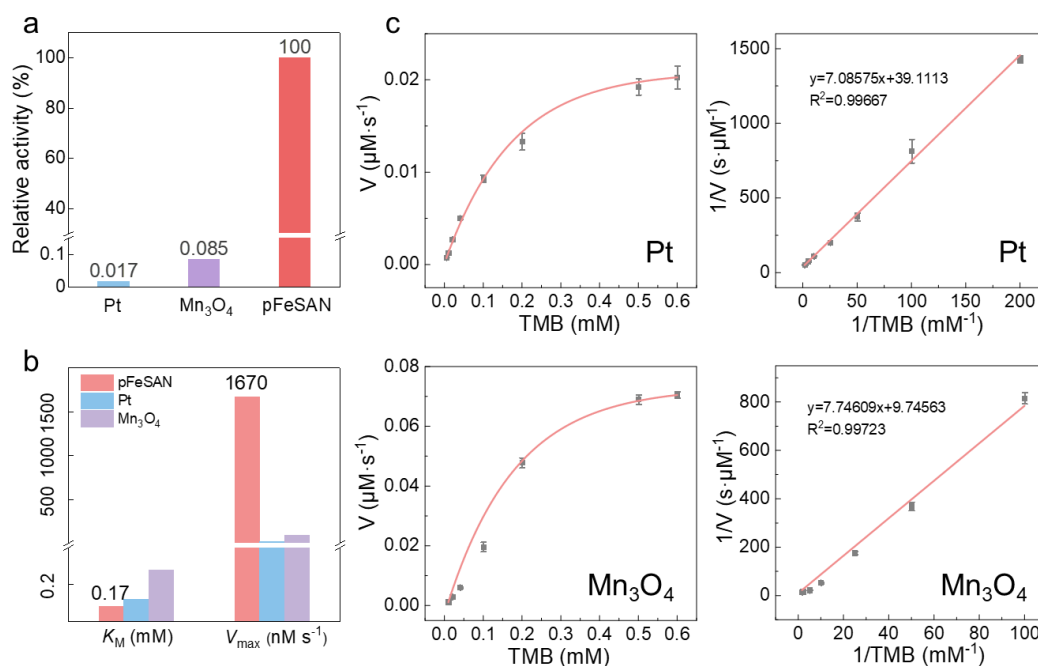 a
Relative activity (%)
100
80
60
40
0.1
0
0.017
0.085
100
Pt
Mn₃O₄
pFeSAN
b
pFeSAN
Pt
Mn₃O₄
1500
1000
500
0.2
0.17
1670
K_M (mM)
V_max (nM s⁻¹)
c
V (μM·s⁻¹)
0.02
0.01
0.00
0.0 0.1 0.2 0.3 0.4 0.5 0.6
TMB (mM)
Pt
1/V (s·μM⁻¹)
1500
1000
500
0
y=7.08575x+39.1113
R²=0.99667
0 50 100 150 200
1/TMB (mM⁻¹)
Pt
V (μM·s⁻¹)
0.08
0.06
0.04
0.02
0.00
0.0 0.1 0.2 0.3 0.4 0.5 0.6
TMB (mM)
Mn₃O₄
1/V (s·μM⁻¹)
800
600
400
200
0
y=7.74609x+9.74563
R²=0.99723
0 20 40 60 80 100
1/TMB (mM⁻¹)
Mn₃O₄